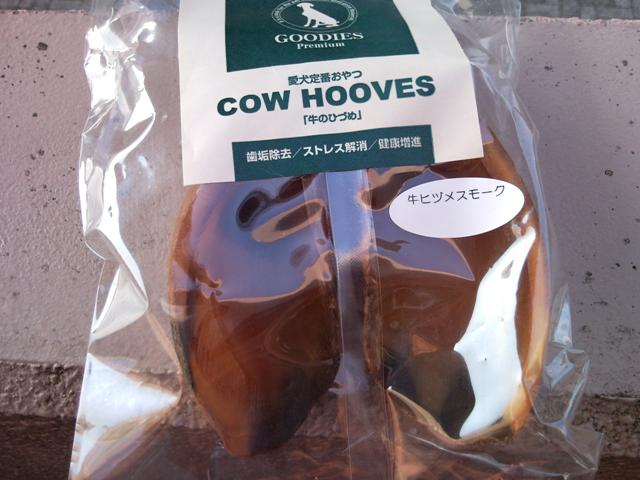 GOODIES
Premium
愛犬定番おやつ
COW HOOVES
「牛のひづめ」
歯垢除去／ストレス解消／健康増進
牛ヒヅメスモーク